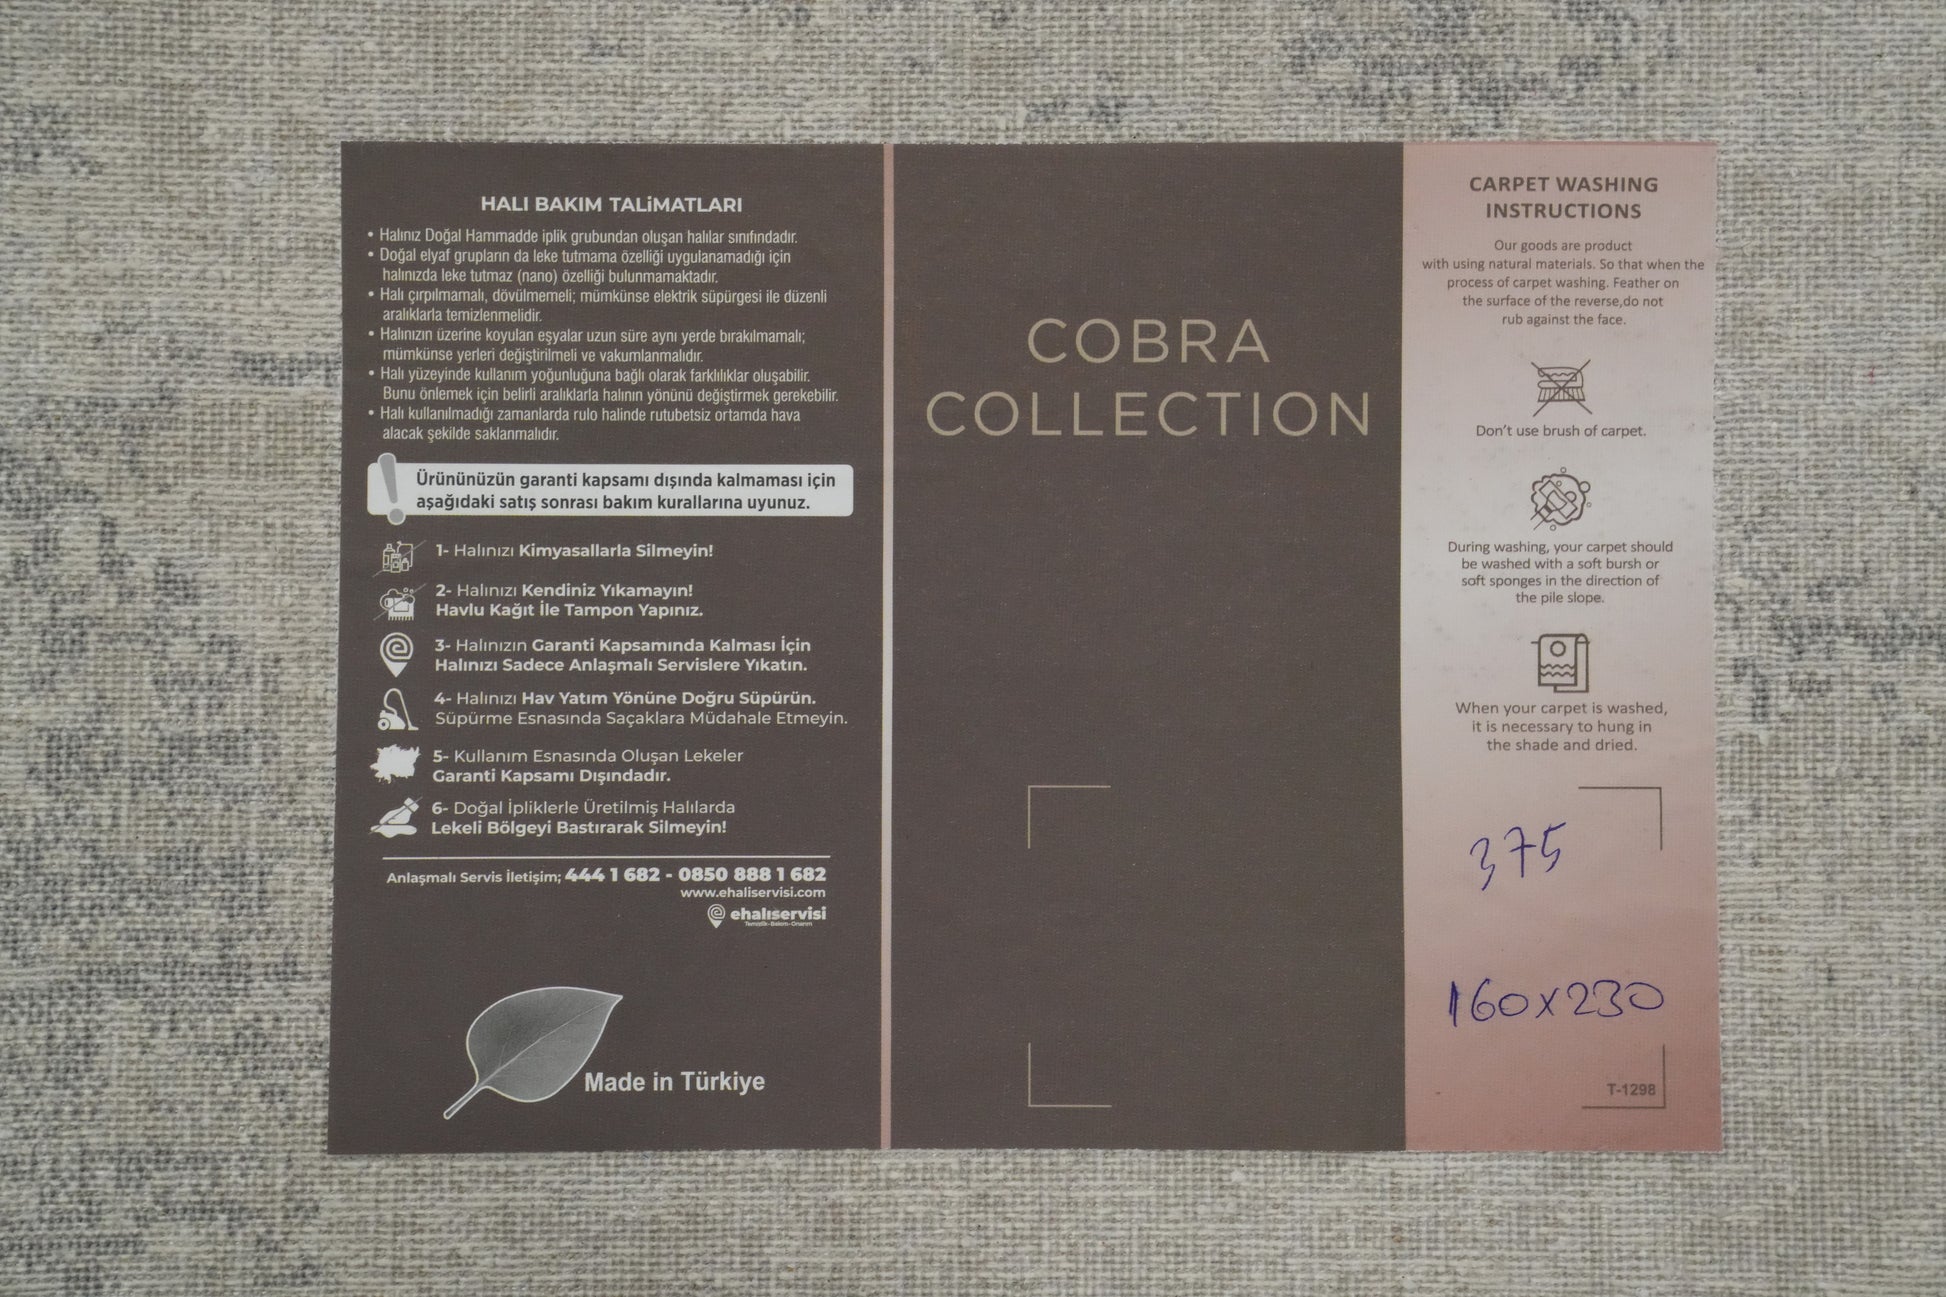 HALI BAKIM TALiMATLARI
• Halınız Doğal Hammadde iplik grubundan oluşan halılar sınıfındadır.
• Doğal elyaf grupların da leke tutmama özelliği uygulanamadığı için
halınızda leke tutmaz (nano) özelliği bulunmamaktadır.
• Halı çırpılmamalı, dövülmemeli; mümkünse elektrik süpürgesi ile düzenli
aralıklarla temizlenmelidir.
• Halınızın üzerine koyulan eşyalar uzun süre aynı yerde bırakılmamalı;
mümkünse yerleri değiştirilmeli ve vakumlanmalıdır.
• Halı yüzeyinde kullanım yoğunluğuna bağlı olarak farklılıklar oluşabilir.
Bunu önlemek için belirli aralıklarla halının yönünü değiştirmek gerekebilir.
• Halı kullanılmadığı zamanlarda rulo halinde rutubetsiz ortamda hava
alacak şekilde saklanmalıdır.
Ürününüzün garanti kapsamı dışında kalmaması için
aşağıdaki satış sonrası bakım kurallarına uyunuz.
1- Halınızı Kimyasallarla Silmeyin!
2- Halınızı Kendiniz Yıkamayın!
Havlu Kağıt İle Tampon Yapınız.
3- Halınızın Garanti Kapsamında Kalması İçin
Halınızı Sadece Anlaşmalı Servislere Yıkatın.
4- Halınızı Hav Yatım Yönüne Doğru Süpürün.
Süpürme Esnasında Saçaklara Müdahale Etmeyin.
5- Kullanım Esnasında Oluşan Lekeler
Garanti Kapsamı Dışındadır.
6- Doğal İpliklerle Üretilmiş Halılarda
Lekeli Bölgeyi Bastırarak Silmeyin!
Anlaşmalı Servis İletişim; 444 1 682 - 0850 888 1 682
www.ehaliservisi.com
ehalıservisi
Temizlik-Bakım-Onarım
Made in Türkiye
COBRA
COLLECTION
CARPET WASHING
INSTRUCTIONS
Our goods are product
with using natural materials. So that when the
process of carpet washing. Feather on
the surface of the reverse,do not
rub against the face.
Don't use brush of carpet.
During washing, your carpet should
be washed with a soft bursh or
soft sponges in the direction of
the pile slope.
When your carpet is washed,
it is necessary to hung in
the shade and dried.
375
160x230
T-1298